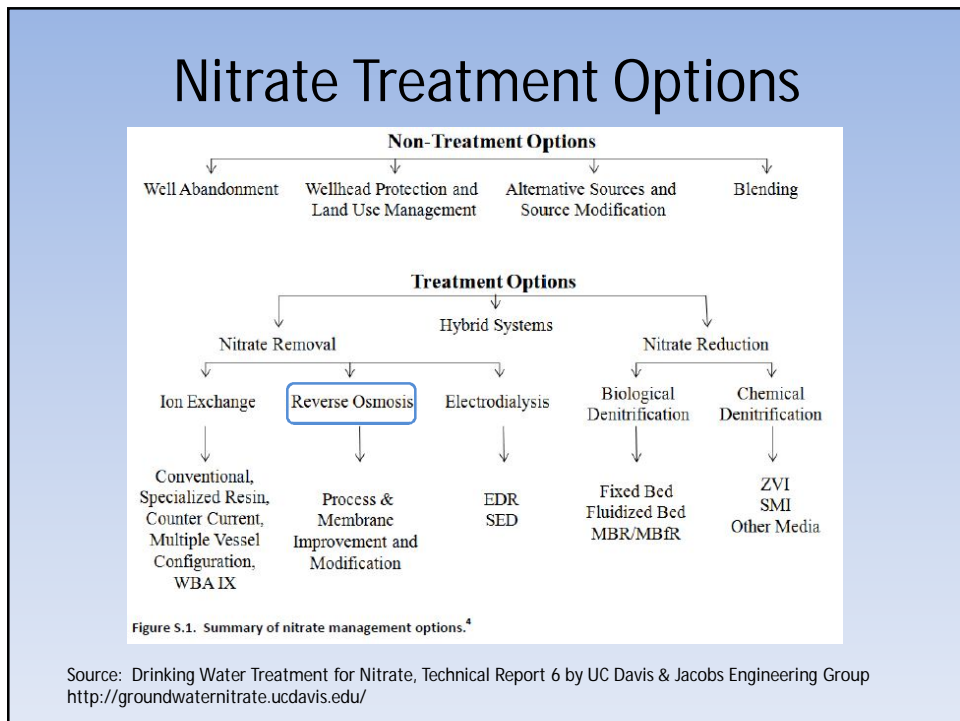 Nitrate Treatment Options
Non-Treatment Options
Well Abandonment
Wellhead Protection and
Land Use Management
Alternative Sources and
Source Modification
Blending
Treatment Options
Nitrate Removal
Hybrid Systems
Nitrate Reduction
Ion Exchange
Reverse Osmosis
Electrodialysis
Biological
Denitrification
Chemical
Denitrification
Conventional,
Specialized Resin,
Counter Current,
Multiple Vessel
Configuration,
WBA IX
Process &
Membrane
Improvement and
Modification
EDR
SED
Fixed Bed
Fluidized Bed
MBR/MBfR
ZVI
SMI
Other Media
Figure S.1. Summary of nitrate management options.4
Source: Drinking Water Treatment for Nitrate, Technical Report 6 by UC Davis & Jacobs Engineering Group
http://groundwaternitrate.ucdavis.edu/